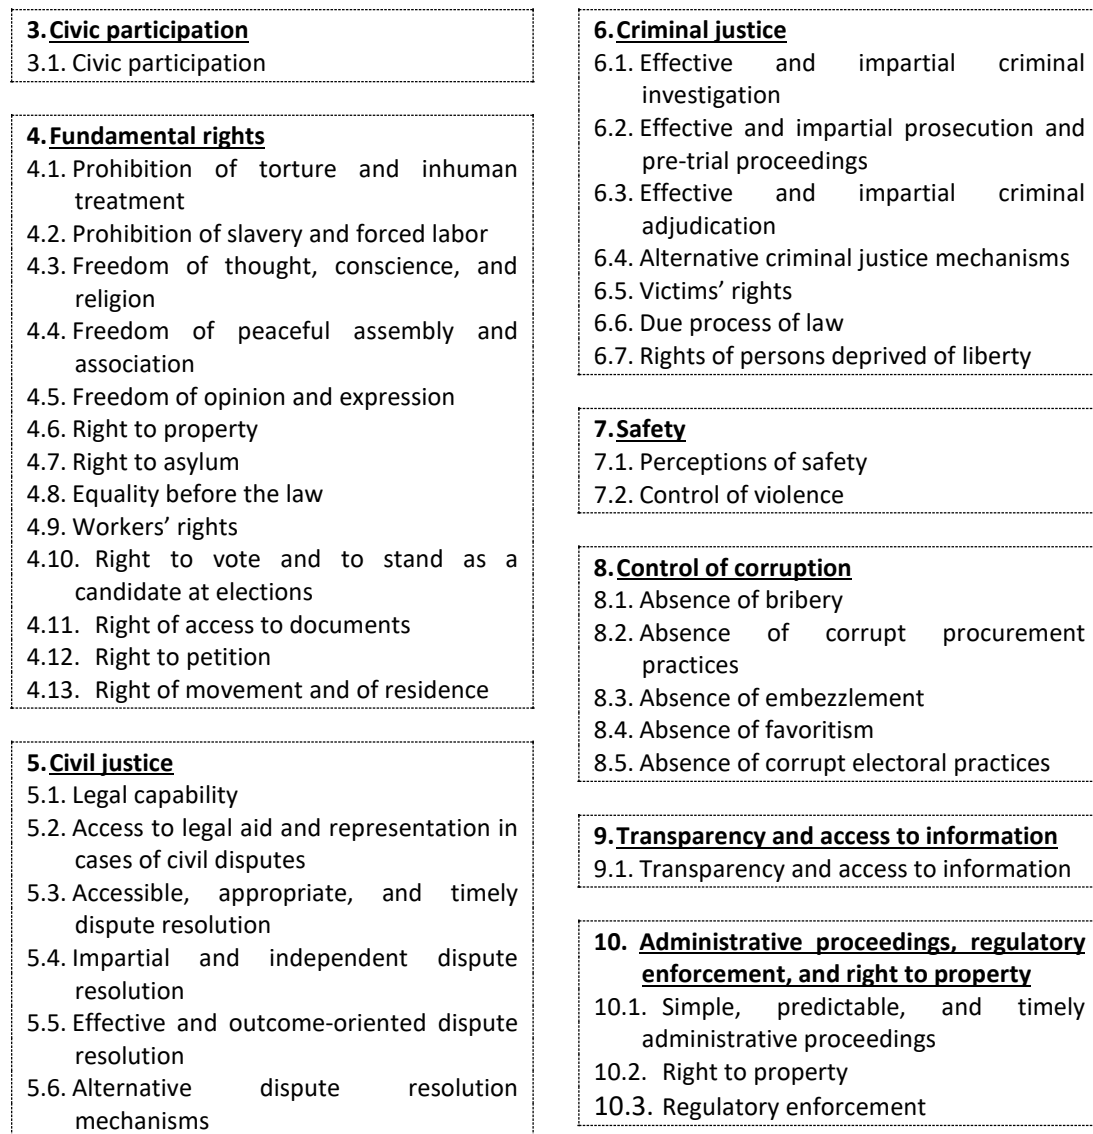 3. Civic participation
3.1. Civic participation
4. Fundamental rights
4.1. Prohibition of torture and inhuman
treatment
4.2. Prohibition of slavery and forced labor
4.3. Freedom of thought, conscience, and
religion
4.4. Freedom of peaceful assembly and
association
4.5. Freedom of opinion and expression
4.6. Right to property
4.7. Right to asylum
4.8. Equality before the law
4.9. Workers’ rights
4.10. Right to vote and to stand as a
candidate at elections
4.11. Right of access to documents
4.12. Right to petition
4.13. Right of movement and of residence
5. Civil justice
5.1. Legal capability
5.2. Access to legal aid and representation in
cases of civil disputes
5.3. Accessible, appropriate, and timely
dispute resolution
5.4. Impartial and independent dispute
resolution
5.5. Effective and outcome-oriented dispute
resolution
5.6. Alternative dispute resolution
mechanisms
6. Criminal justice
6.1. Effective and impartial criminal
investigation
6.2. Effective and impartial prosecution and
pre-trial proceedings
6.3. Effective and impartial criminal
adjudication
6.4. Alternative criminal justice mechanisms
6.5. Victims’ rights
6.6. Due process of law
6.7. Rights of persons deprived of liberty
7. Safety
7.1. Perceptions of safety
7.2. Control of violence
8. Control of corruption
8.1. Absence of bribery
8.2. Absence of corrupt procurement
practices
8.3. Absence of embezzlement
8.4. Absence of favoritism
8.5. Absence of corrupt electoral practices
9. Transparency and access to information
9.1. Transparency and access to information
10. Administrative proceedings, regulatory
enforcement, and right to property
10.1. Simple, predictable, and timely
administrative proceedings
10.2. Right to property
10.3. Regulatory enforcement